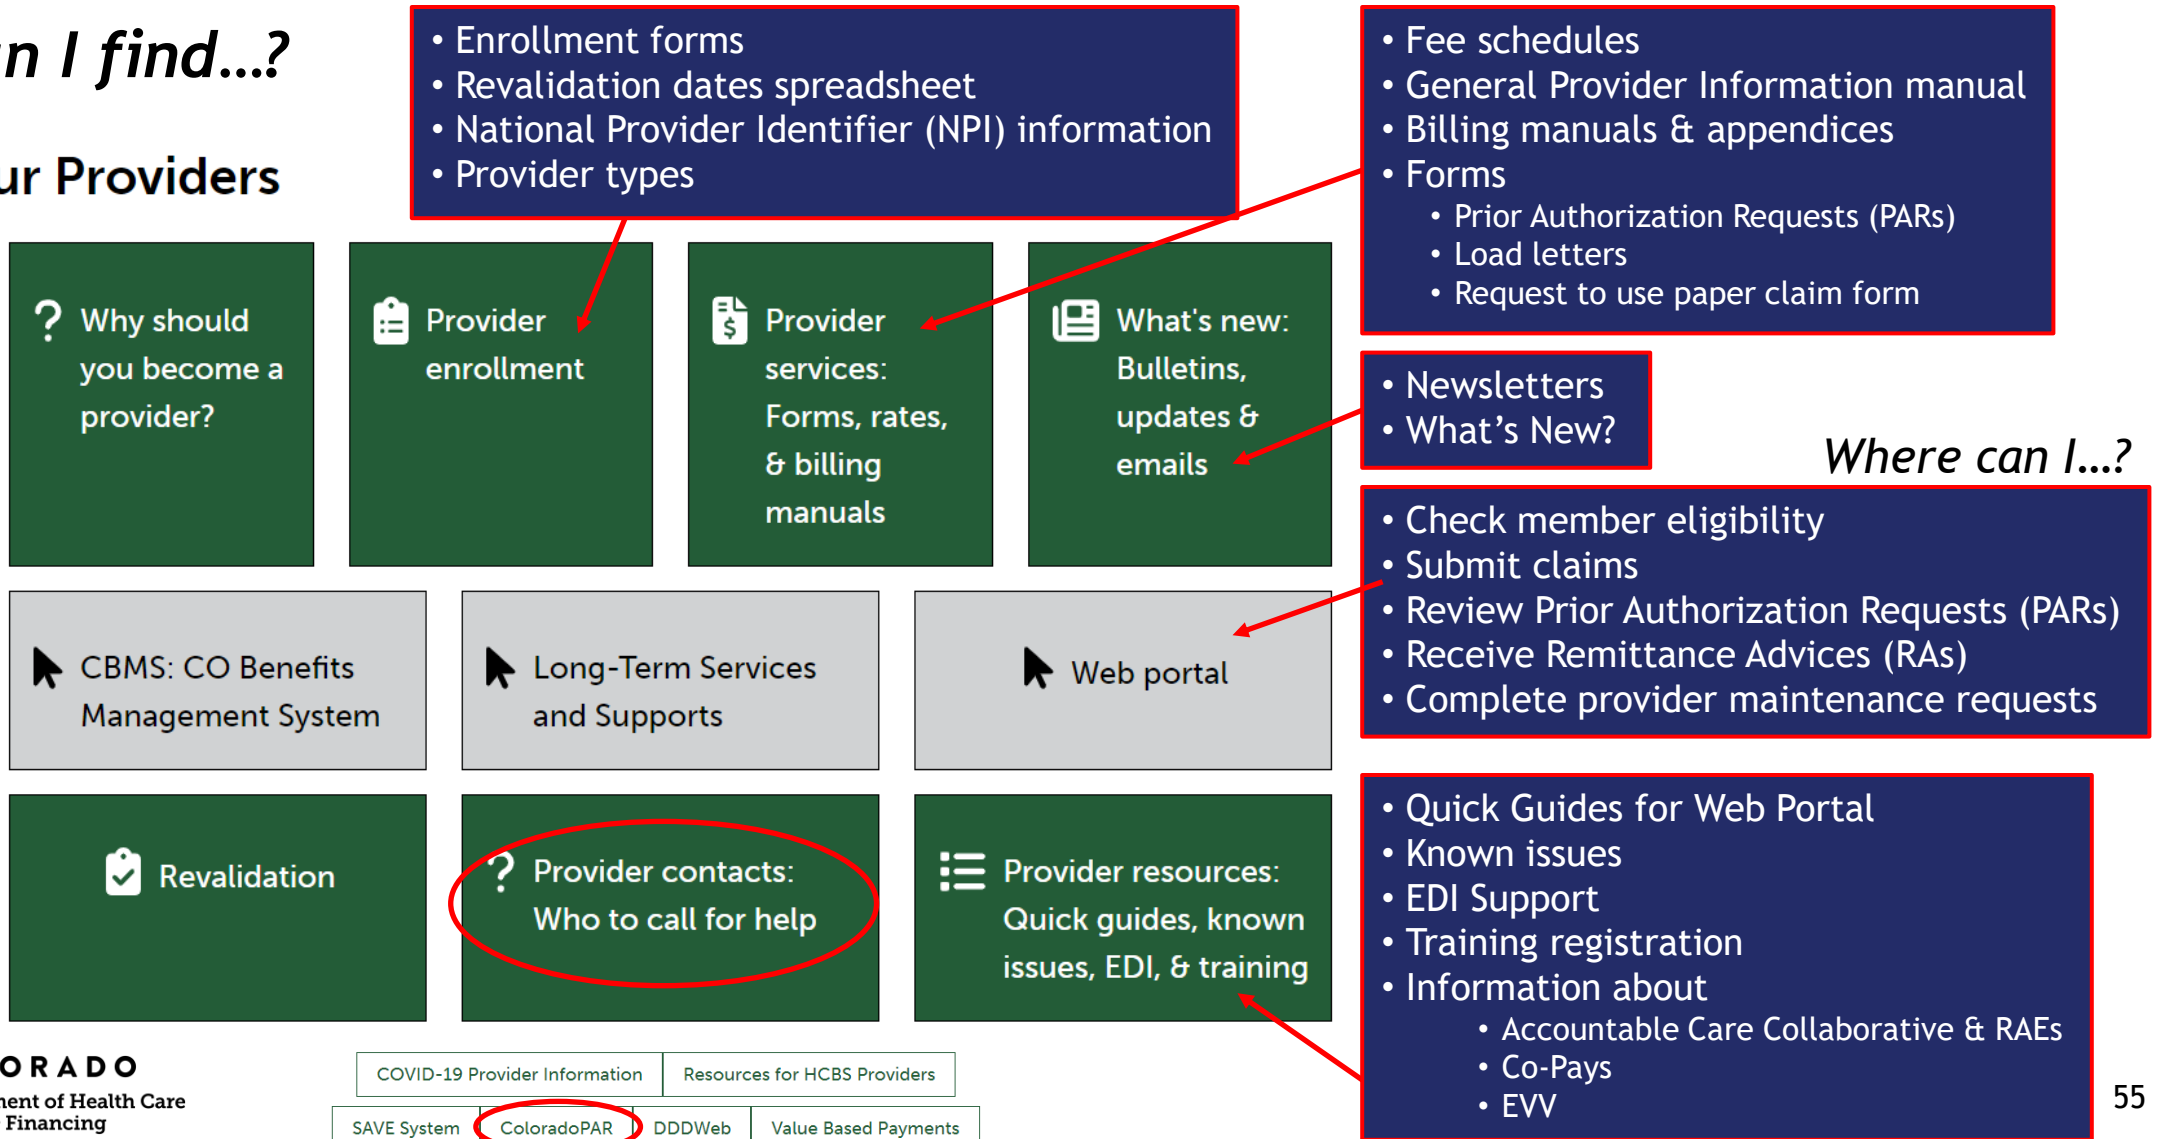 n I find...?
ur Providers
• Enrollment forms
• Revalidation dates spreadsheet
• National Provider Identifier (NPI) information
• Provider types
• Fee schedules
• General Provider Information manual
• Billing manuals & appendices
• Forms
• Prior Authorization Requests (PARs)
• Load letters
• Request to use paper claim form
? Why should
you become a
provider?
Provider
enrollment
Provider
services:
Forms, rates,
& billing
manuals
What's new:
Bulletins,
updates &
emails
• Newsletters
• What’s New?
Where can I...?
• Check member eligibility
• Submit claims
• Review Prior Authorization Requests (PARs)
• Receive Remittance Advices (RAs)
• Complete provider maintenance requests
CBMS: CO Benefits
Management System
Long-Term Services
and Supports
Web portal
Revalidation
? Provider contacts:
Who to call for help
Provider resources:
Quick guides, known
issues, EDI, & training
• Quick Guides for Web Portal
• Known issues
• EDI Support
• Training registration
• Information about
• Accountable Care Collaborative & RAEs
• Co-Pays
• EVV
ORADO
ment of Health Care
Financing
COVID-19 Provider Information
Resources for HCBS Providers
SAVE System
ColoradoPAR
DDDWeb
Value Based Payments
55